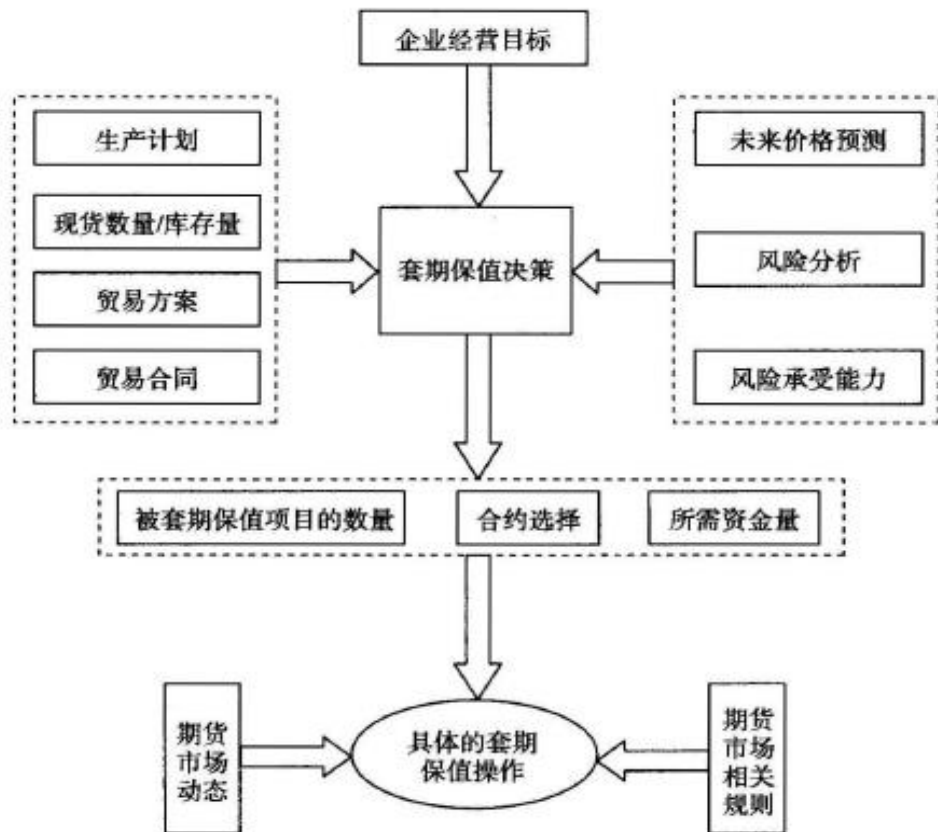 企业经营目标
生产计划
现货数量/库存量
贸易方案
贸易合同
套期保值决策
未来价格预测
风险分析
风险承受能力
被套期保值项目的数量
合约选择
所需资金量
期货
市场
动态
具体的套期
保值操作
期货
市场
相关
规则